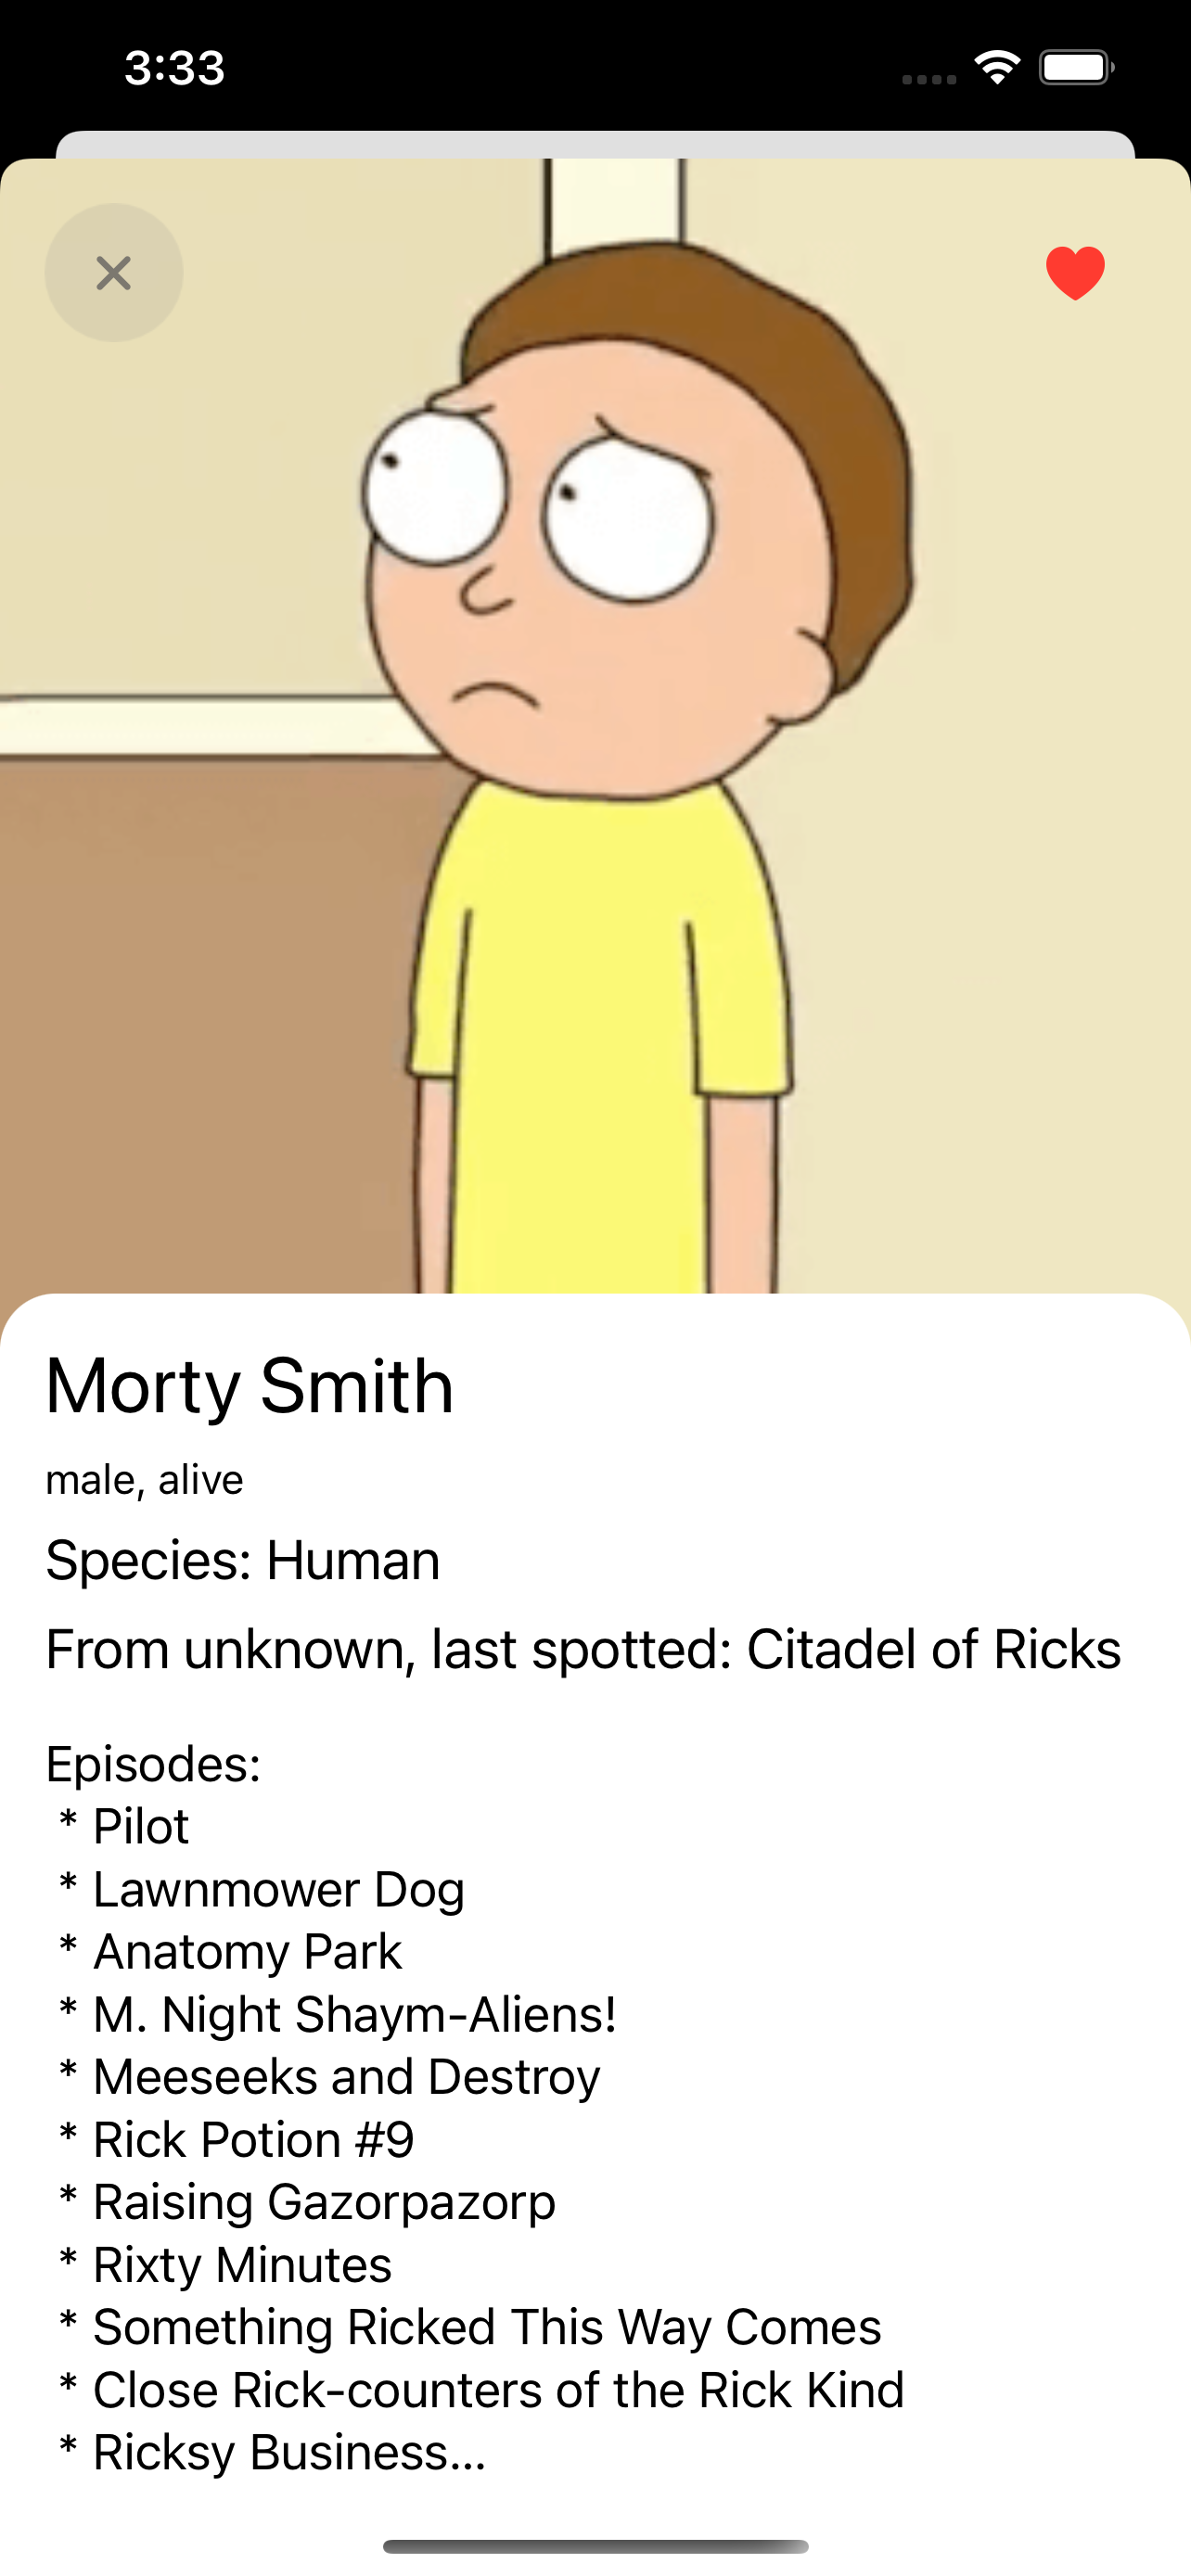 3:33
Morty Smith
male, alive
Species: Human
From unknown, last spotted: Citadel of Ricks
Episodes:
* Pilot
* Lawnmower Dog
* Anatomy Park
* M. Night Shaym-Aliens!
* Meeseeks and Destroy
* Rick Potion #9
* Raising Gazorpazorp
* Rixty Minutes
* Something Ricked This Way Comes
* Close Rick-counters of the Rick Kind
* Ricksy Business...